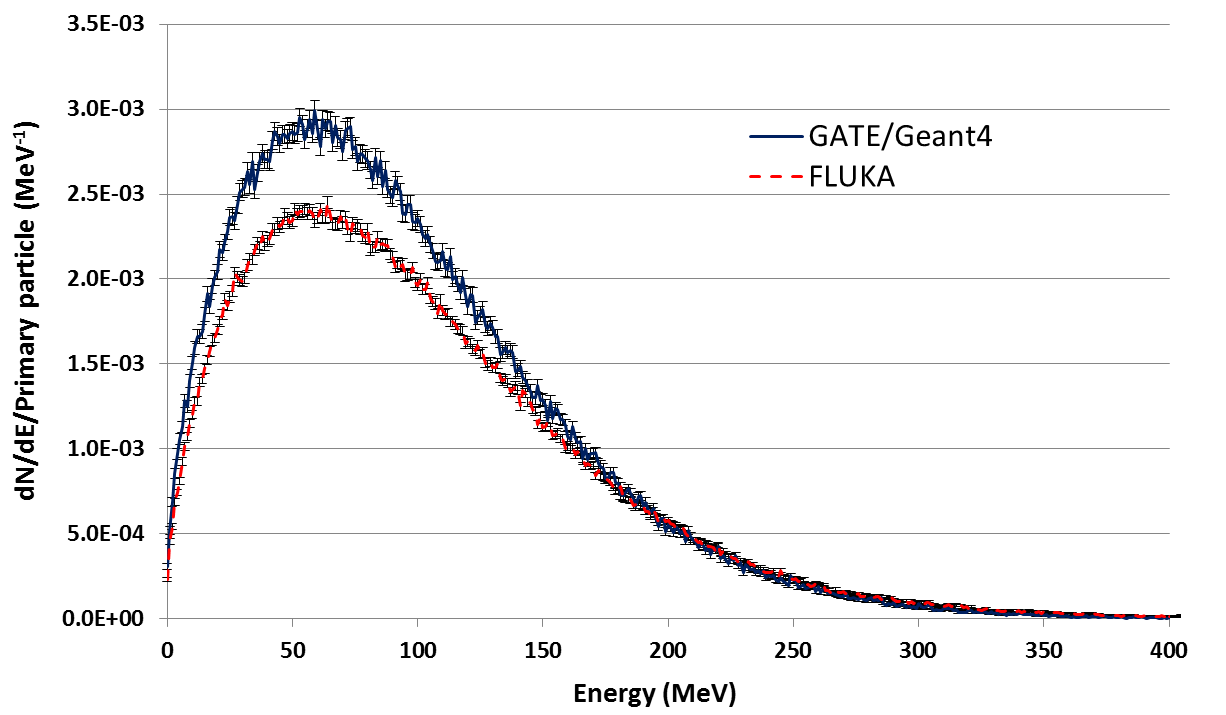 3.5E-03
3.0E-03
2.5E-03
2.0E-03
1.5E-03
1.0E-03
5.0E-04
0.0E+00
dN/dE/Primary particle (MeV-1)
GATE/Geant4
FLUKA
0 50 100 150 200 250 300 350 400
Energy (MeV)